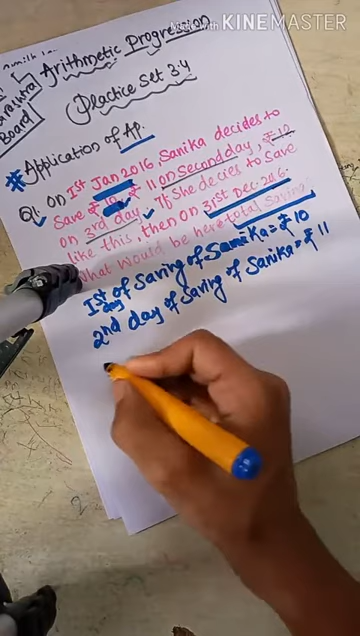 Made with KINEMASTER
Arithmetic Progression
Board
Practice Set 3.4
# Application of AP.
Q1. On 1st Jan 2016, Sanika decides to
save ₹ 10, ₹ 11 on second day, ₹ 12
on 3rd day. If she decies to save
like this, then on 31st Dec 2016
What would be her total saving
1st day of saving of Sanika = ₹ 10
2nd day of saving of Sanika = ₹ 11